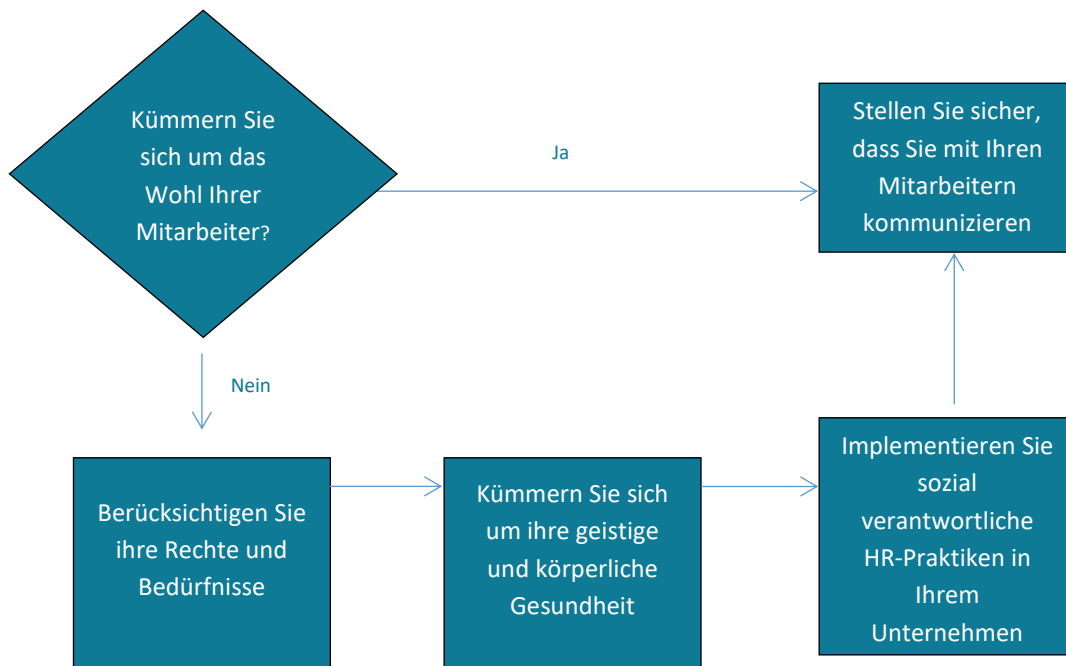 Kümmern Sie
sich um das
Wohl Ihrer
Mitarbeiter?
Ja
Stellen Sie sicher,
dass Sie mit Ihren
Mitarbeitern
kommunizieren
Nein
Berücksichtigen Sie
ihre Rechte und
Bedürfnisse
Kümmern Sie sich
um ihre geistige
und körperliche
Gesundheit
Implementieren Sie
sozial
verantwortliche
HR-Praktiken in
Ihrem
Unternehmen